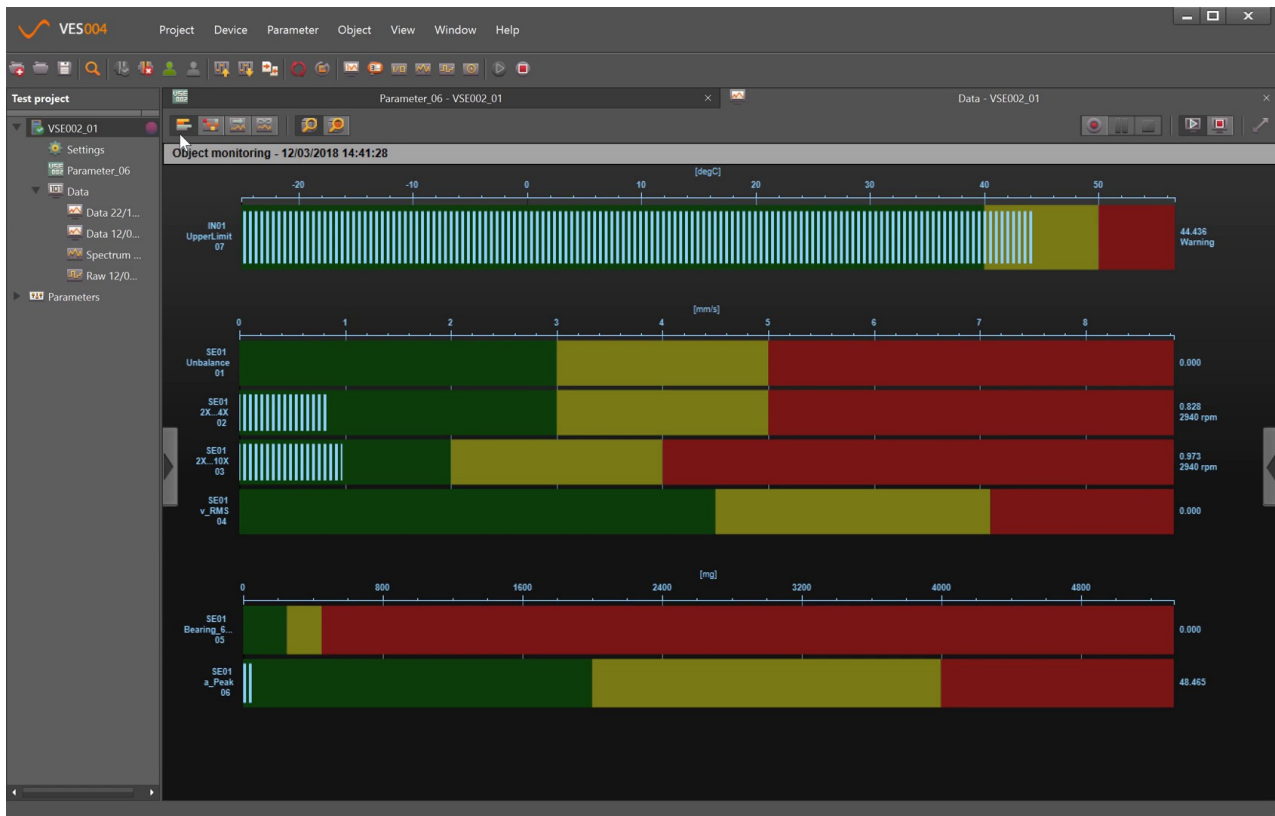 VES004 Project Device Parameter Object View Window Help
Test project
Parameter_06 - VSE002_01
Data - VSE002_01
VSE002_01
Settings
Parameter_06
Data
Data 22/1...
Data 12/0...
Spectrum ...
Raw 12/0...
Parameters
Object monitoring - 12/03/2018 14:41:28
[degC]
-20 -10 0 10 20 30 40 50
IN01
UpperLimit
07
44.436
Warning
[mm/s]
0 1 2 3 4 5 6 7 8
SE01
Unbalance
01
0.000
SE01
2X...4X
02
0.828
2940 rpm
SE01
2X...10X
03
0.973
2940 rpm
SE01
v_RMS
04
0.000
[mg]
0 800 1600 2400 3200 4000 4800
SE01
Bearing_6...
05
0.000
SE01
a_Peak
06
48.465